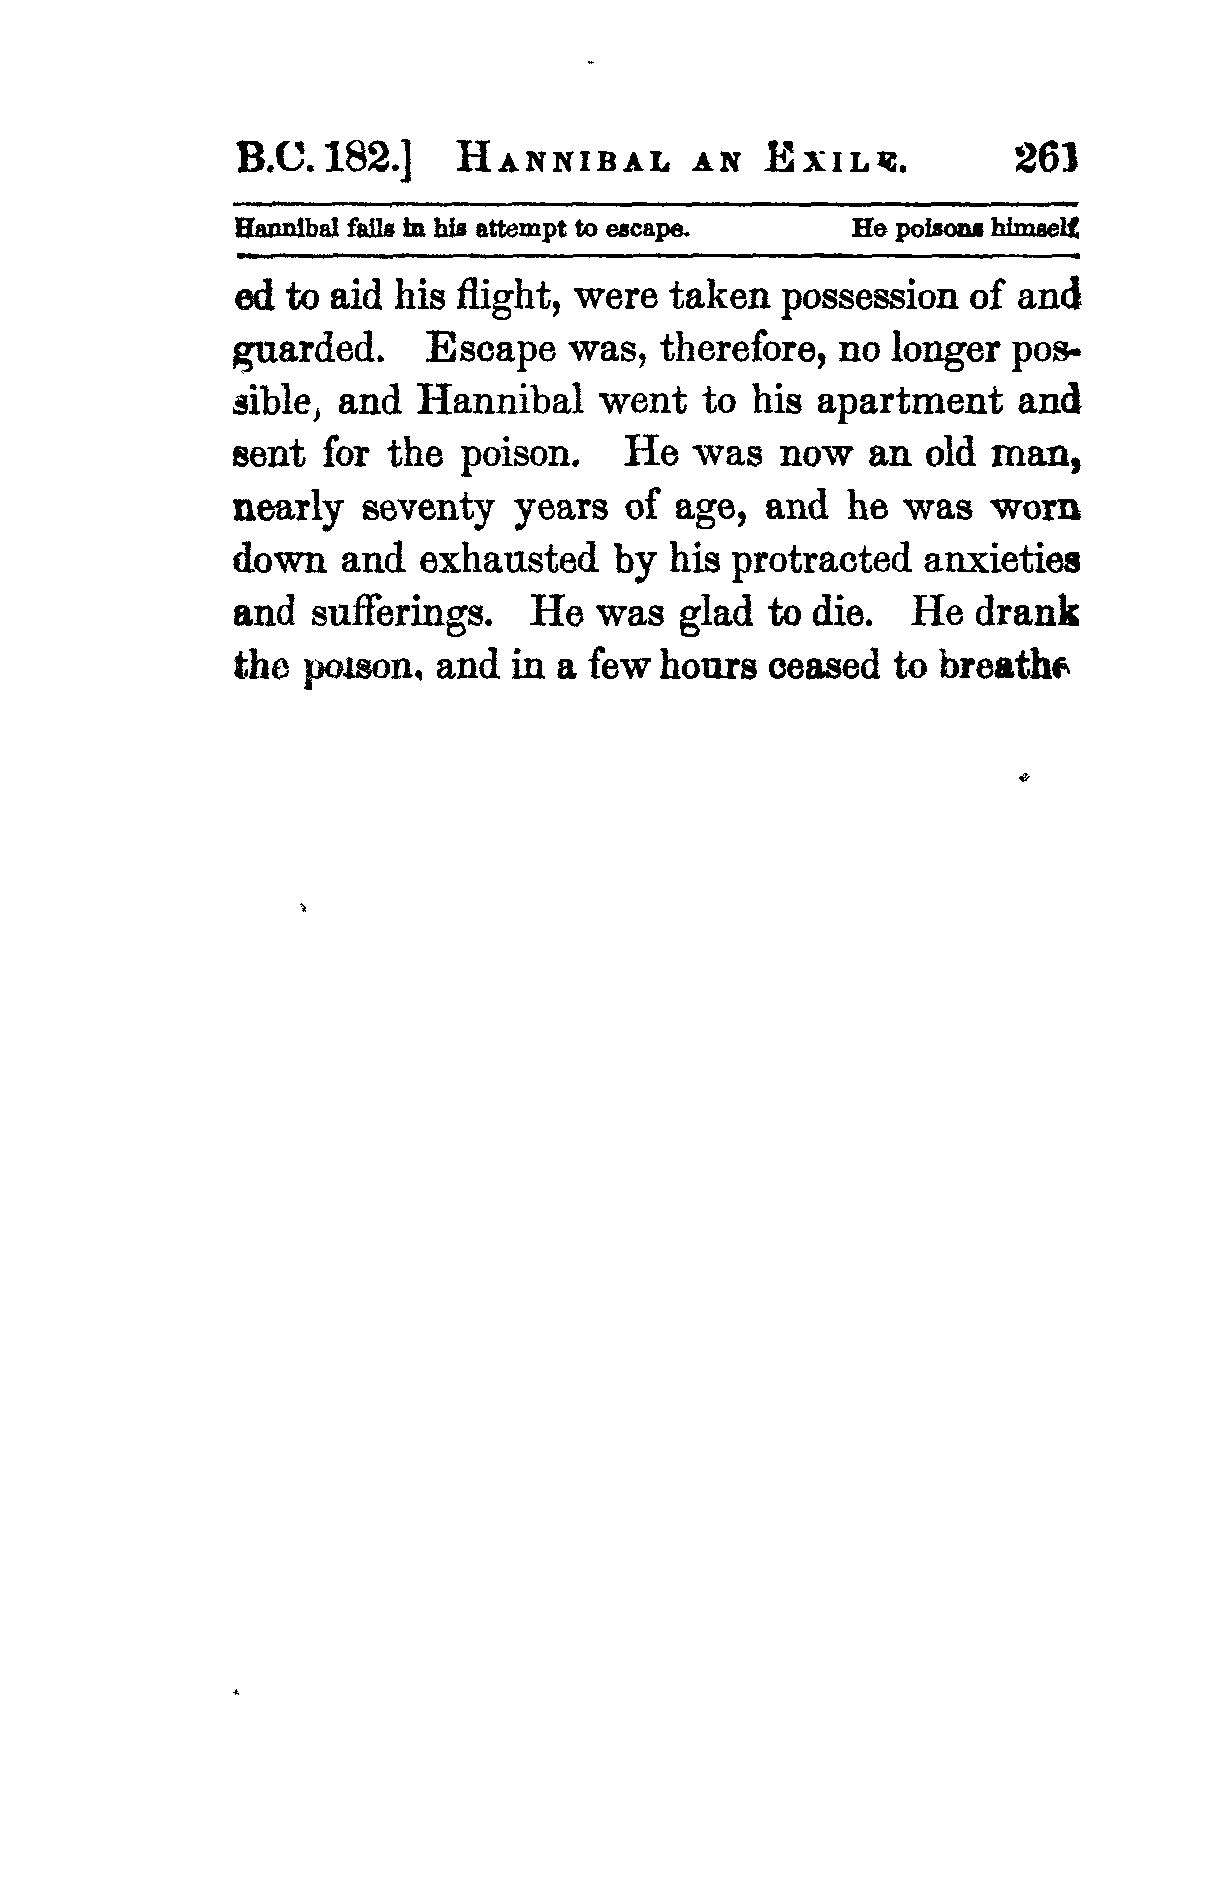 B.C. 182.] HANNIBAL AN EXILE. 261
Hannibal fails in his attempt to escape. He poisons himself.
ed to aid his flight, were taken possession of and
guarded. Escape was, therefore, no longer pos-
sible, and Hannibal went to his apartment and
sent for the poison. He was now an old man,
nearly seventy years of age, and he was worn
down and exhausted by his protracted anxieties
and sufferings. He was glad to die. He drank
the poison, and in a few hours ceased to breathe